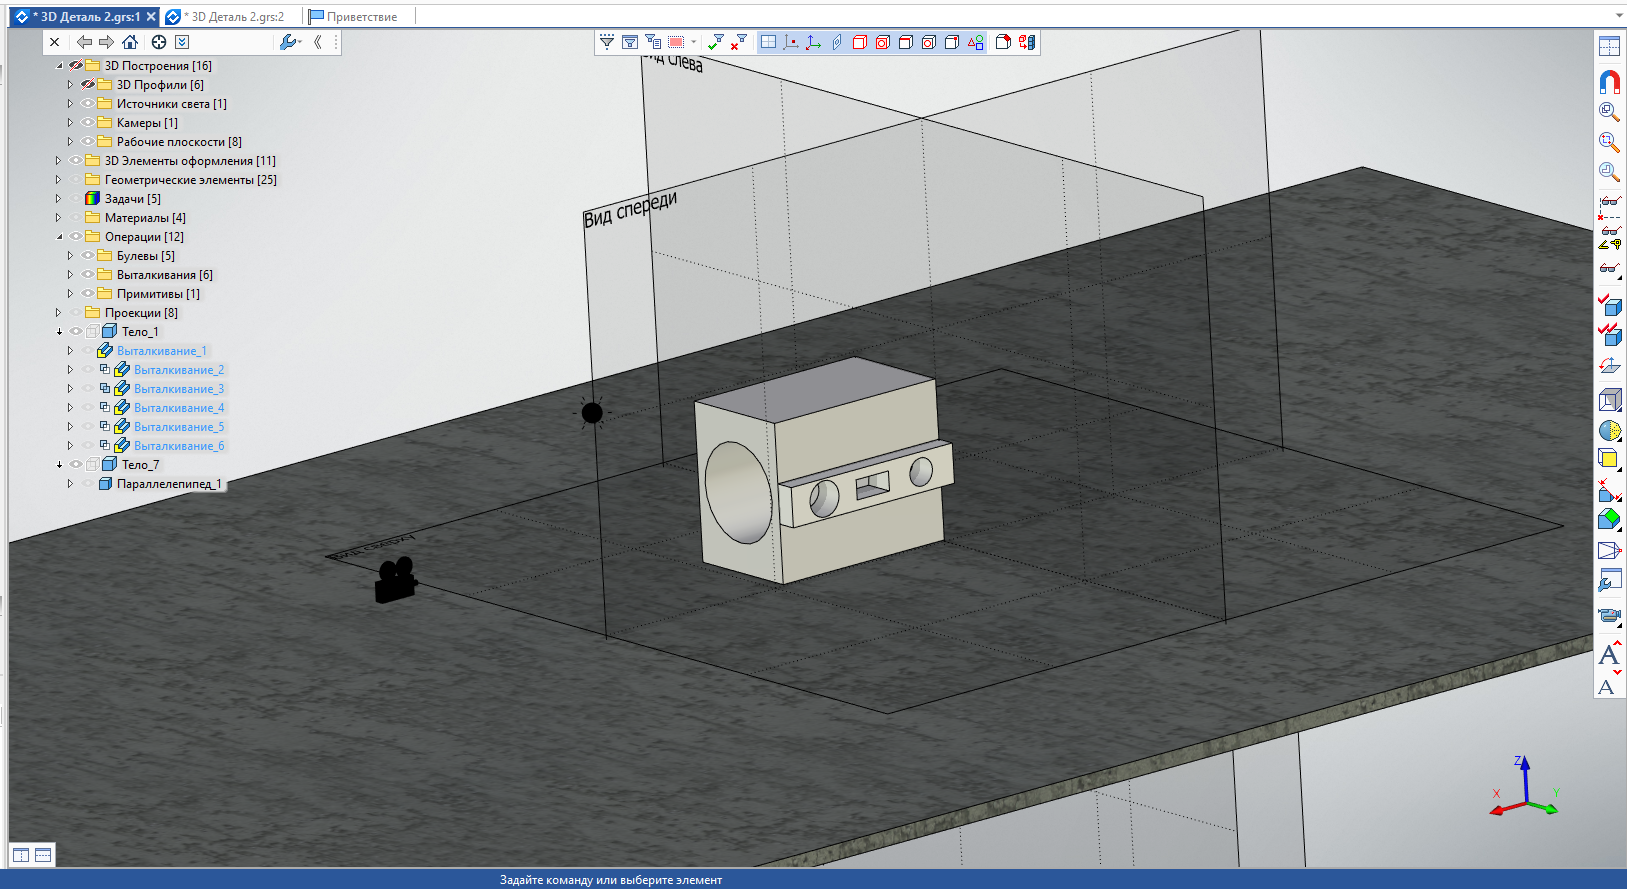 * 3D Деталь 2.grs:1
* 3D Деталь 2.grs:2
Приветствие
3D Построения [16]
3D Профили [6]
Источники света [1]
Камеры [1]
Рабочие плоскости [8]
3D Элементы оформления [11]
Геометрические элементы [25]
Задачи [5]
Материалы [4]
Операции [12]
Булевы [5]
Выталкивания [6]
Примитивы [1]
Проекции [8]
Тело_1
Выталкивание_1
Выталкивание_2
Выталкивание_3
Выталкивание_4
Выталкивание_5
Выталкивание_6
Тело_7
Параллелепипед_1
Слева
Вид спереди
A
A
Z
X
Y
Задайте команду или выберите элемент